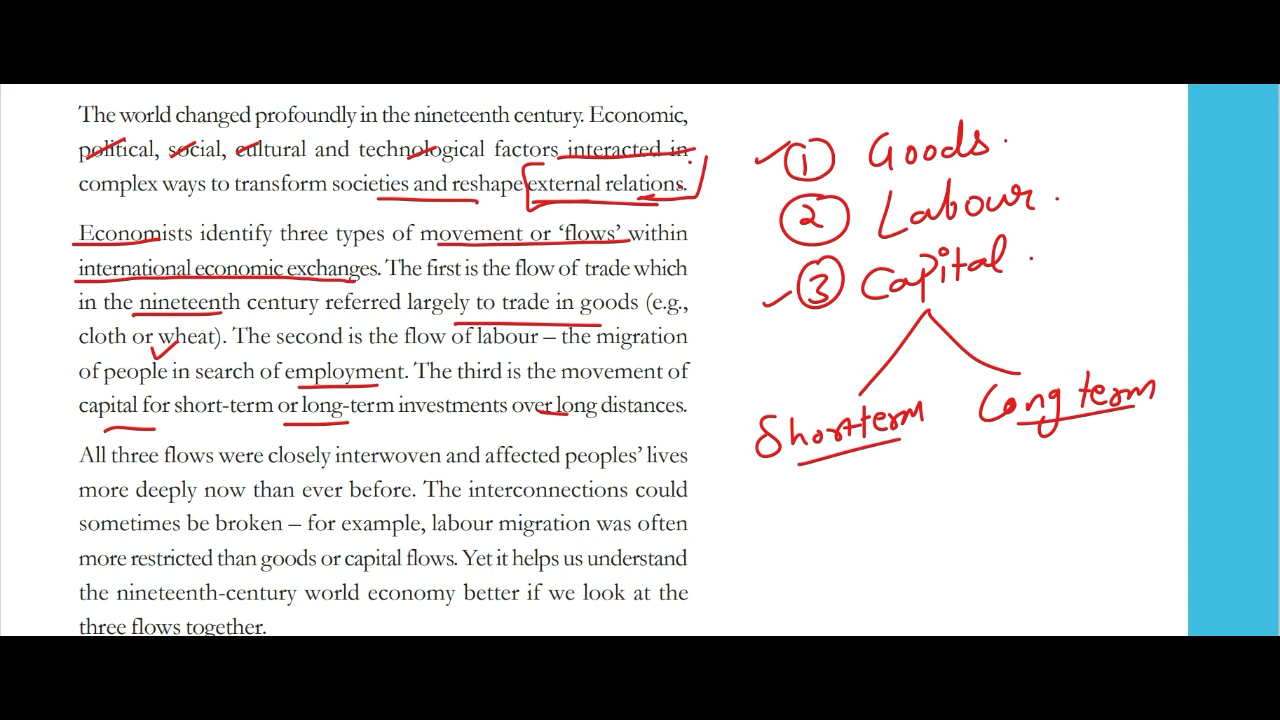 The world changed profoundly in the nineteenth century. Economic,
political, social, cultural and technological factors interacted in
complex ways to transform societies and reshape external relations.
Economists identify three types of movement or ‘flows’ within
international economic exchanges. The first is the flow of trade which
in the nineteenth century referred largely to trade in goods (e.g.,
cloth or wheat). The second is the flow of labour – the migration
of people in search of employment. The third is the movement of
capital for short-term or long-term investments over long distances.
All three flows were closely interwoven and affected peoples’ lives
more deeply now than ever before. The interconnections could
sometimes be broken – for example, labour migration was often
more restricted than goods or capital flows. Yet it helps us understand
the nineteenth-century world economy better if we look at the
three flows together.
1 Goods.
2 Labour.
3 Capital.
Short term
Long term